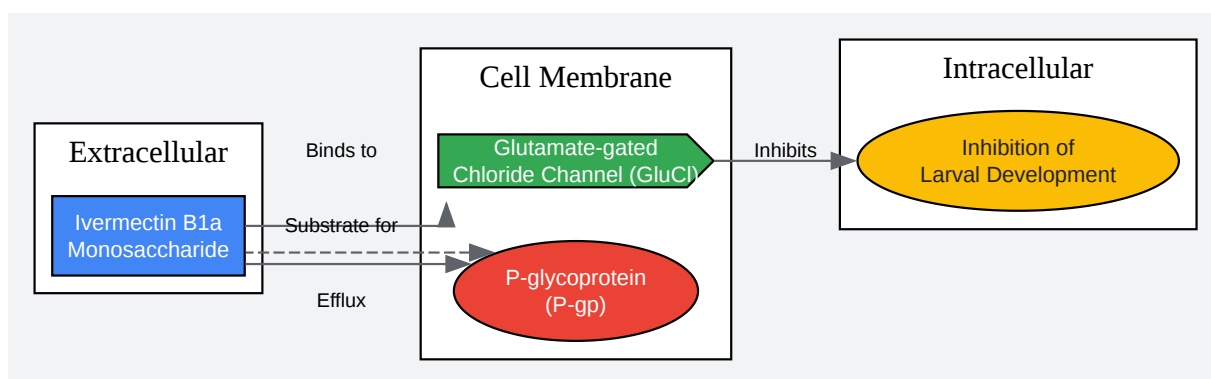 Extracellular
Ivermectin B1a
Monosaccharide
Binds to
Substrate for
Efflux
Cell Membrane
Glutamate-gated
Chloride Channel (GluCl)
P-glycoprotein
(P-gp)
Inhibits
Intracellular
Inhibition of
Larval Development